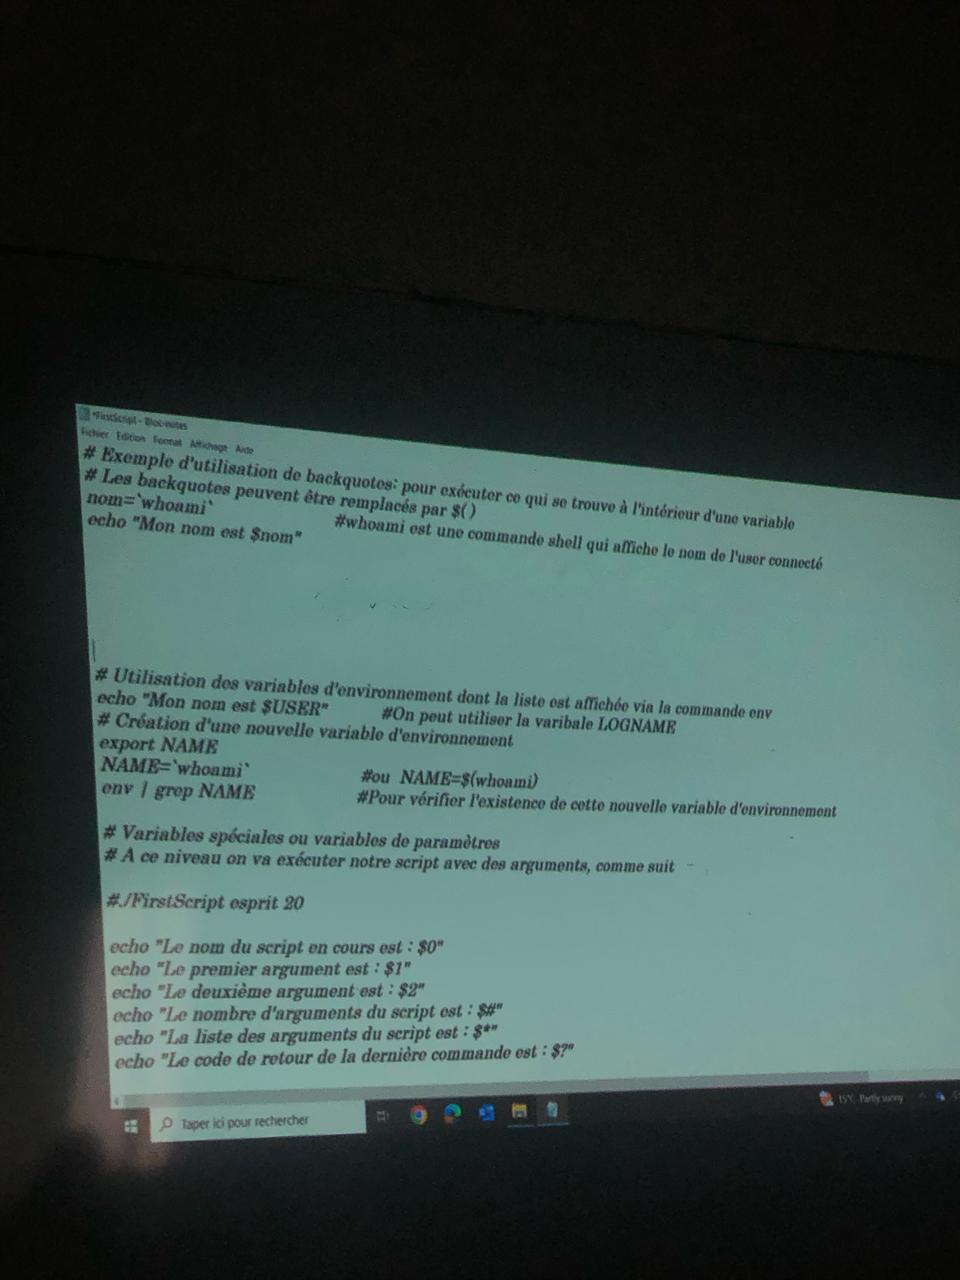 *FirstScript - Bloc-notes
Fichier Edition Format Affichage Aide
# Exemple d'utilisation de backquotes: pour exécuter ce qui se trouve à l'intérieur d'une variable
# Les backquotes peuvent être remplacés par $()
nom=`whoami` #whoami est une commande shell qui affiche le nom de l'user connecté
echo "Mon nom est $nom"
# Utilisation des variables d'environnement dont la liste est affichée via la commande env
echo "Mon nom est $USER" #On peut utiliser la varibale LOGNAME
# Création d'une nouvelle variable d'environnement
export NAME
NAME=`whoami` #ou NAME=$(whoami)
env | grep NAME #Pour vérifier l'existence de cette nouvelle variable d'environnement
# Variables spéciales ou variables de paramètres
# A ce niveau on va exécuter notre script avec des arguments, comme suit
#./FirstScript esprit 20
echo "Le nom du script en cours est : $0"
echo "Le premier argument est : $1"
echo "Le deuxième argument est : $2"
echo "Le nombre d'arguments du script est : $#"
echo "La liste des arguments du script est : $*"
echo "Le code de retour de la dernière commande est : $?"
Taper ici pour rechercher
15°C Partly sunny